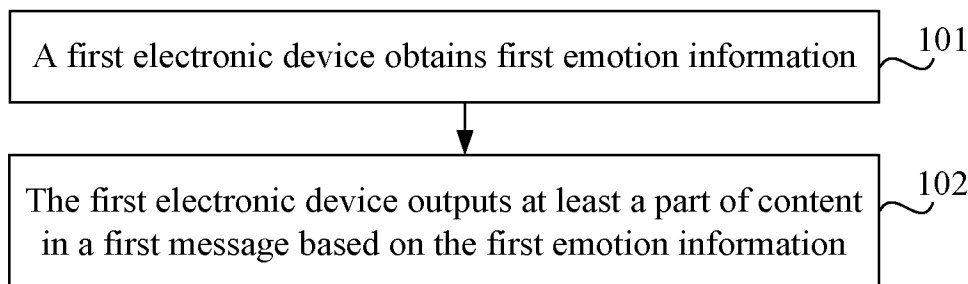 A first electronic device obtains first emotion information
101
The first electronic device outputs at least a part of content
in a first message based on the first emotion information
102